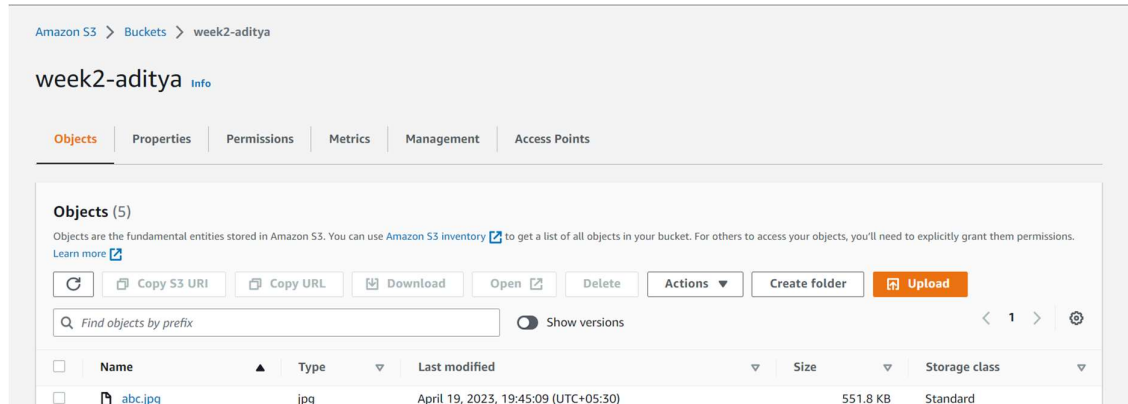 Amazon S3 > Buckets > week2-aditya
week2-aditya Info
Objects Properties Permissions Metrics Management Access Points
Objects (5)
Objects are the fundamental entities stored in Amazon S3. You can use Amazon S3 inventory to get a list of all objects in your bucket. For others to access your objects, you'll need to explicitly grant them permissions.
Learn more
Copy S3 URI Copy URL Download Open Delete Actions Create folder Upload
Find objects by prefix Show versions < 1 >
Name Type Last modified Size Storage class
abc.jpg jpg April 19, 2023, 19:45:09 (UTC+05:30) 551.8 KB Standard